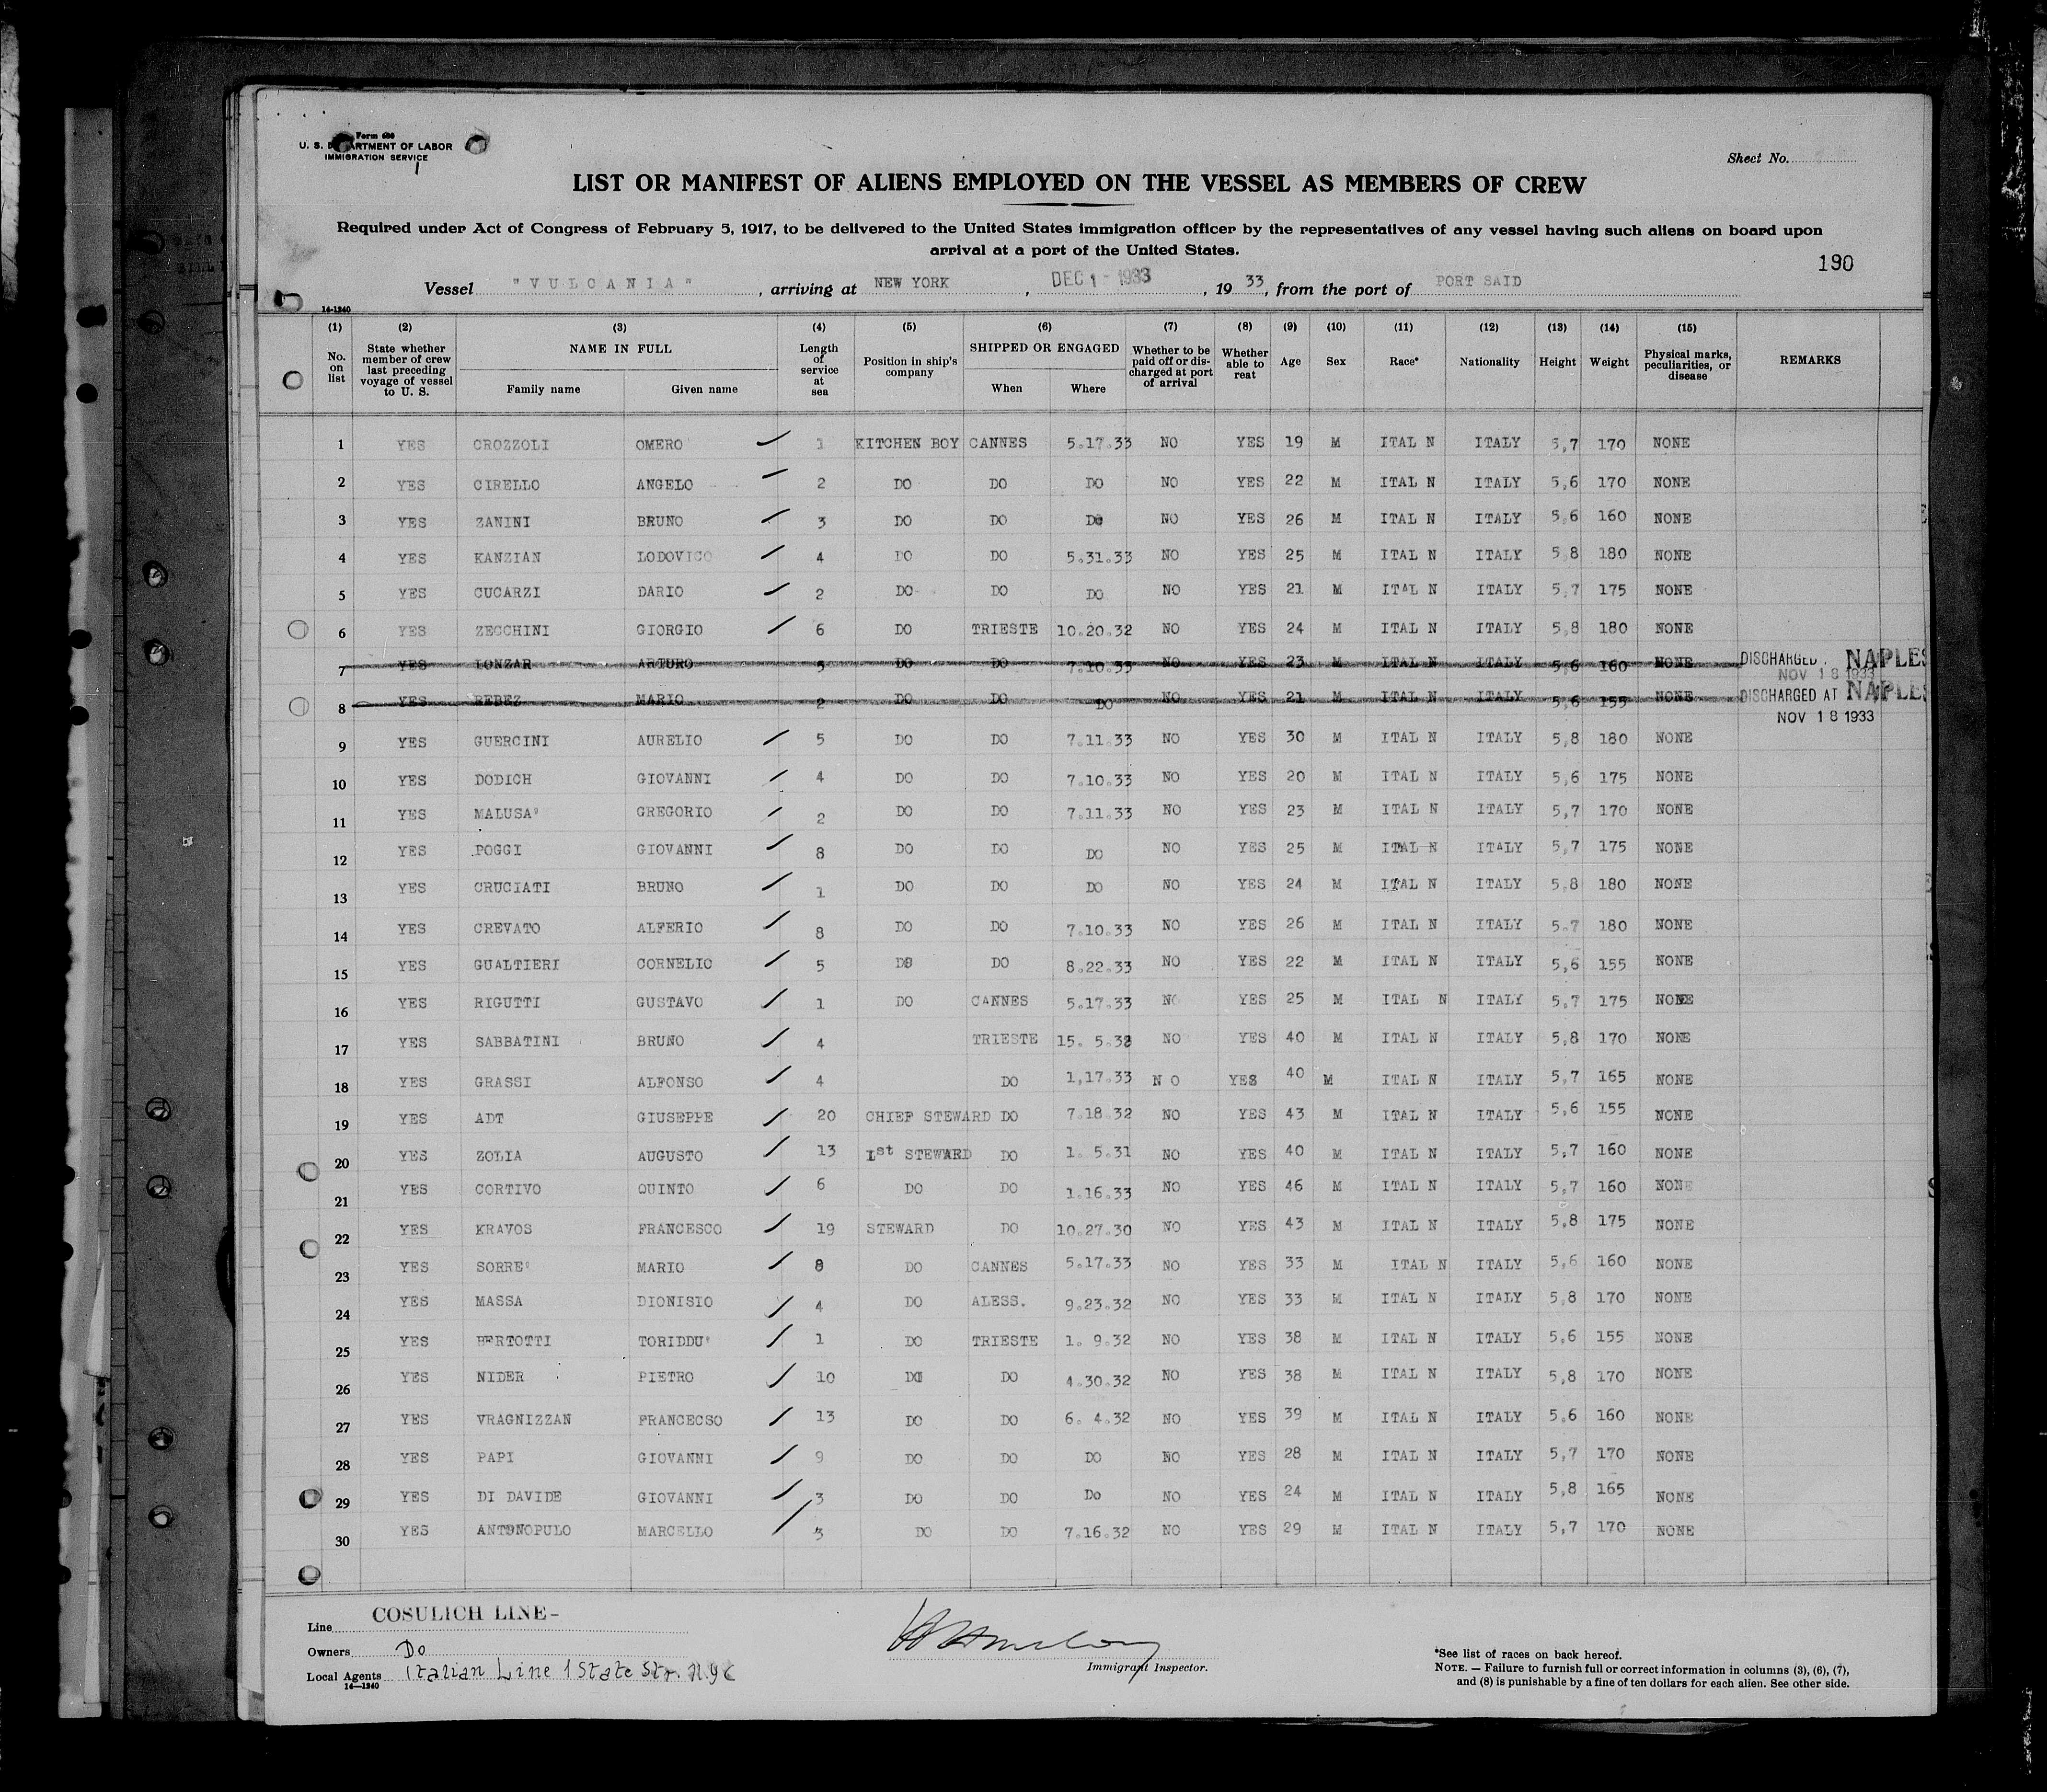 Form 680
U. S. DEPARTMENT OF LABOR
IMMIGRATION SERVICE
Sheet No.
LIST OR MANIFEST OF ALIENS EMPLOYED ON THE VESSEL AS MEMBERS OF CREW
Required under Act of Congress of February 5, 1917, to be delivered to the United States immigration officer by the representatives of any vessel having such aliens on board upon
arrival at a port of the United States.
190
Vessel "VULCANIA", arriving at NEW YORK, DEC 1 - 1933, 19 33, from the port of PORT SAID
14-1240
(1) (2) (3) (4) (5) (6) (7) (8) (9) (10) (11) (12) (13) (14) (15)
No. on list State whether member of crew last preceding voyage of vessel to U. S. NAME IN FULL Family name Given name Length of service at sea Position in ship's company SHIPPED OR ENGAGED When Where Whether to be paid off or discharged at port of arrival Whether able to reat Age Sex Race* Nationality Height Weight Physical marks, peculiarities, or disease REMARKS
1 YES CROZZOLI OMERO 1 KITCHEN BOY CANNES 5.17.33 NO YES 19 M ITAL N ITALY 5,7 170 NONE
2 YES CIRELLO ANGELO 2 DO DO DO NO YES 22 M ITAL N ITALY 5,6 170 NONE
3 YES ZANINI BRUNO 3 DO DO DO NO YES 26 M ITAL N ITALY 5,6 160 NONE
4 YES KANZIAN LODOVICO 4 DO DO 5.31.33 NO YES 25 M ITAL N ITALY 5 8 180 NONE
5 YES CUCARZI DARIO 2 DO DO DO NO YES 21 M ITAL N ITALY 5,7 175 NONE
6 YES ZECCHINI GIORGIO 6 DO TRIESTE 10.20.32 NO YES 24 M ITAL N ITALY 5,8 180 NONE
7 YES TONZAR ARTURO 5 DO DO 7.10.33 NO YES 23 M ITAL N ITALY 5,6 160 NONE DISCHARGED NAPLES NOV 18 1933
8 YES BEBEZ MARIO 2 DO DO DO NO YES 21 M ITAL N ITALY 5,6 155 NONE DISCHARGED AT NAPLES NOV 18 1933
9 YES GUERCINI AURELIO 5 DO DO 7.11.33 NO YES 30 M ITAL N ITALY 5,8 180 NONE
10 YES DODICH GIOVANNI 4 DO DO 7.10.33 NO YES 20 M ITAL N ITALY 5,6 175 NONE
11 YES MALUSA' GREGORIO 2 DO DO 7.11.33 NO YES 23 M ITAL N ITALY 5,7 170 NONE
12 YES POGGI GIOVANNI 8 DO DO DO NO YES 25 M ITAL N ITALY 5,7 175 NONE
13 YES CRUCIATI BRUNO 1 DO DO DO NO YES 24 M ITAL N ITALY 5,8 180 NONE
14 YES CREVATO ALFERIO 8 DO DO 7.10.33 NO YES 26 M ITAL N ITALY 5.7 180 NONE
15 YES GUALTIERI CORNELIO 5 DO DO 8.22.33 NO YES 22 M ITAL N ITALY 5,6 155 NONE
16 YES RIGUTTI GUSTAVO 1 DO CANNES 5.17.33 NO YES 25 M ITAL N ITALY 5,7 175 NONE
17 YES SABBATINI BRUNO 4 TRIESTE 15. 5.32 NO YES 40 M ITAL N ITALY 5,8 170 NONE
18 YES GRASSI ALFONSO 4 DO 1,17.33 N O YES 40 M ITAL N ITALY 5,7 165 NONE
19 YES ADT GIUSEPPE 20 CHIEF STEWARD DO 7.18.32 NO YES 43 M ITAL N ITALY 5,6 155 NONE
20 YES ZOLIA AUGUSTO 13 1st STEWARD DO 1. 5.31 NO YES 40 M ITAL N ITALY 5,7 160 NONE
21 YES CORTIVO QUINTO 6 DO DO 1.16.33 NO YES 46 M ITAL N ITALY 5,7 160 NONE
22 YES KRAVOS FRANCESCO 19 STEWARD DO 10.27.30 NO YES 43 M ITAL N ITALY 5,8 175 NONE
23 YES SORRE' MARIO 8 DO CANNES 5.17.33 NO YES 33 M ITAL N ITALY 5,6 160 NONE
24 YES MASSA DIONISIO 4 DO ALESS. 9.23.32 NO YES 33 M ITAL N ITALY 5,8 170 NONE
25 YES BERTOTTI TORIDDU' 1 DO TRIESTE 1. 9.32 NO YES 38 M ITAL N ITALY 5,6 155 NONE
26 YES NIDER PIETRO 10 DO DO 4.30.32 NO YES 38 M ITAL N ITALY 5,8 170 NONE
27 YES VRAGNIZZAN FRANCECSO 13 DO DO 6. 4.32 NO YES 39 M ITAL N ITALY 5,6 160 NONE
28 YES PAPI GIOVANNI 9 DO DO DO NO YES 28 M ITAL N ITALY 5,7 170 NONE
29 YES DI DAVIDE GIOVANNI 3 DO DO Do NO YES 24 M ITAL N ITALY 5,8 165 NONE
30 YES ANTONOPULO MARCELLO 3 DO DO 7.16.32 NO YES 29 M ITAL N ITALY 5,7 170 NONE
Line COSULICH LINE-
Owners Do
Local Agents Italian Line 1 State Str. N.Y.C
14-1240
Immigrant Inspector.
*See list of races on back hereof.
NOTE. — Failure to furnish full or correct information in columns (3), (6), (7),
and (8) is punishable by a fine of ten dollars for each alien. See other side.